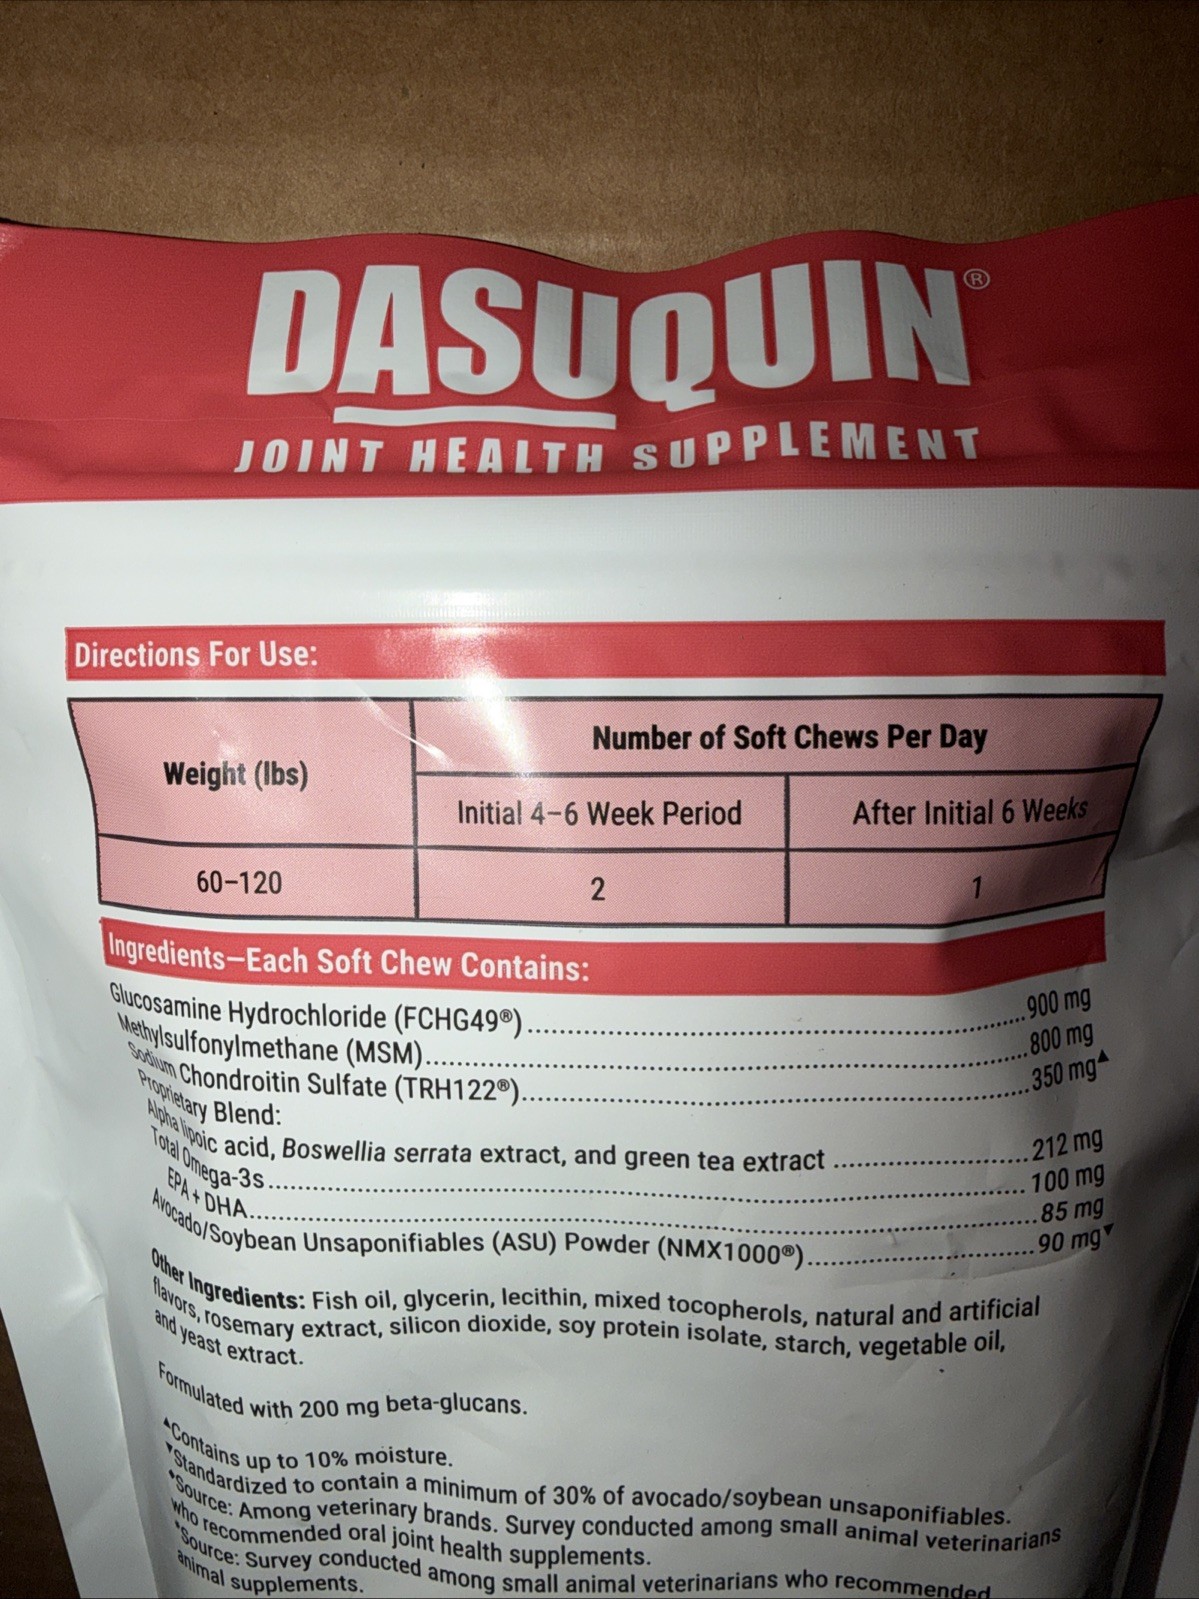 DASUQUIN®
JOINT HEALTH SUPPLEMENT
Directions For Use:
Weight (lbs)
Number of Soft Chews Per Day
Initial 4–6 Week Period
After Initial 6 Weeks
60–120
2
1
Ingredients—Each Soft Chew Contains:
Glucosamine Hydrochloride (FCHG49®)..........900 mg
Methylsulfonylmethane (MSM)..........800 mg
Sodium Chondroitin Sulfate (TRH122®)..........350 mg▲
Proprietary Blend:
Alpha lipoic acid, Boswellia serrata extract, and green tea extract ..........212 mg
Total Omega-3s..........100 mg
EPA + DHA..........85 mg
Avocado/Soybean Unsaponifiables (ASU) Powder (NMX1000®)..........90 mg▼
Other Ingredients: Fish oil, glycerin, lecithin, mixed tocopherols, natural and artificial
flavors, rosemary extract, silicon dioxide, soy protein isolate, starch, vegetable oil,
and yeast extract.
Formulated with 200 mg beta-glucans.
▲Contains up to 10% moisture.
▼Standardized to contain a minimum of 30% of avocado/soybean unsaponifiables.
♦Source: Among veterinary brands. Survey conducted among small animal veterinarians
who recommended oral joint health supplements.
*Source: Survey conducted among small animal veterinarians who recommended
animal supplements.